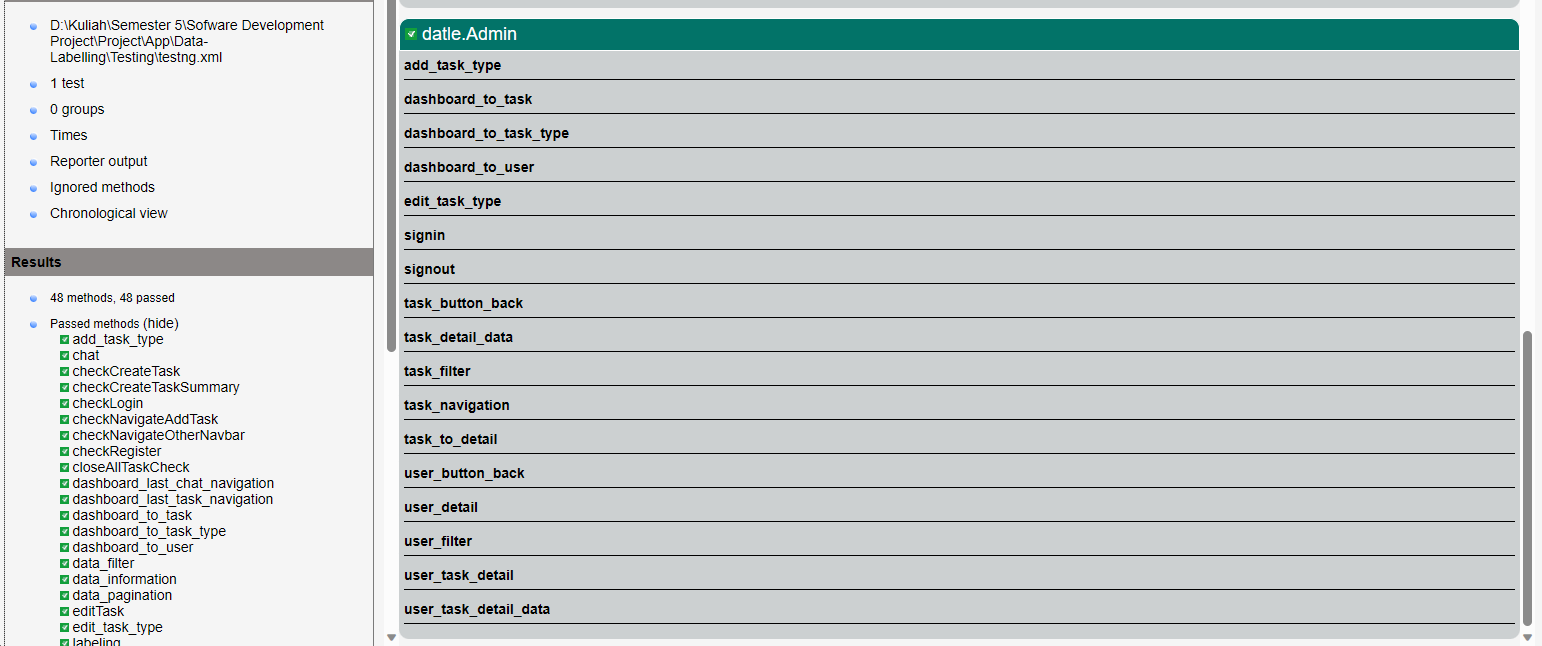 D:\Kuliah\Semester 5\Sofware Development
Project\Project\App\Data-
Labelling\Testing\testng.xml
1 test
0 groups
Times
Reporter output
Ignored methods
Chronological view
Results
48 methods, 48 passed
Passed methods (hide)
add_task_type
chat
checkCreateTask
checkCreateTaskSummary
checkLogin
checkNavigateAddTask
checkNavigateOtherNavbar
checkRegister
closeAllTaskCheck
dashboard_last_chat_navigation
dashboard_last_task_navigation
dashboard_to_task
dashboard_to_task_type
dashboard_to_user
data_filter
data_information
data_pagination
editTask
edit_task_type
labeling
datle.Admin
add_task_type
dashboard_to_task
dashboard_to_task_type
dashboard_to_user
edit_task_type
signin
signout
task_button_back
task_detail_data
task_filter
task_navigation
task_to_detail
user_button_back
user_detail
user_filter
user_task_detail
user_task_detail_data